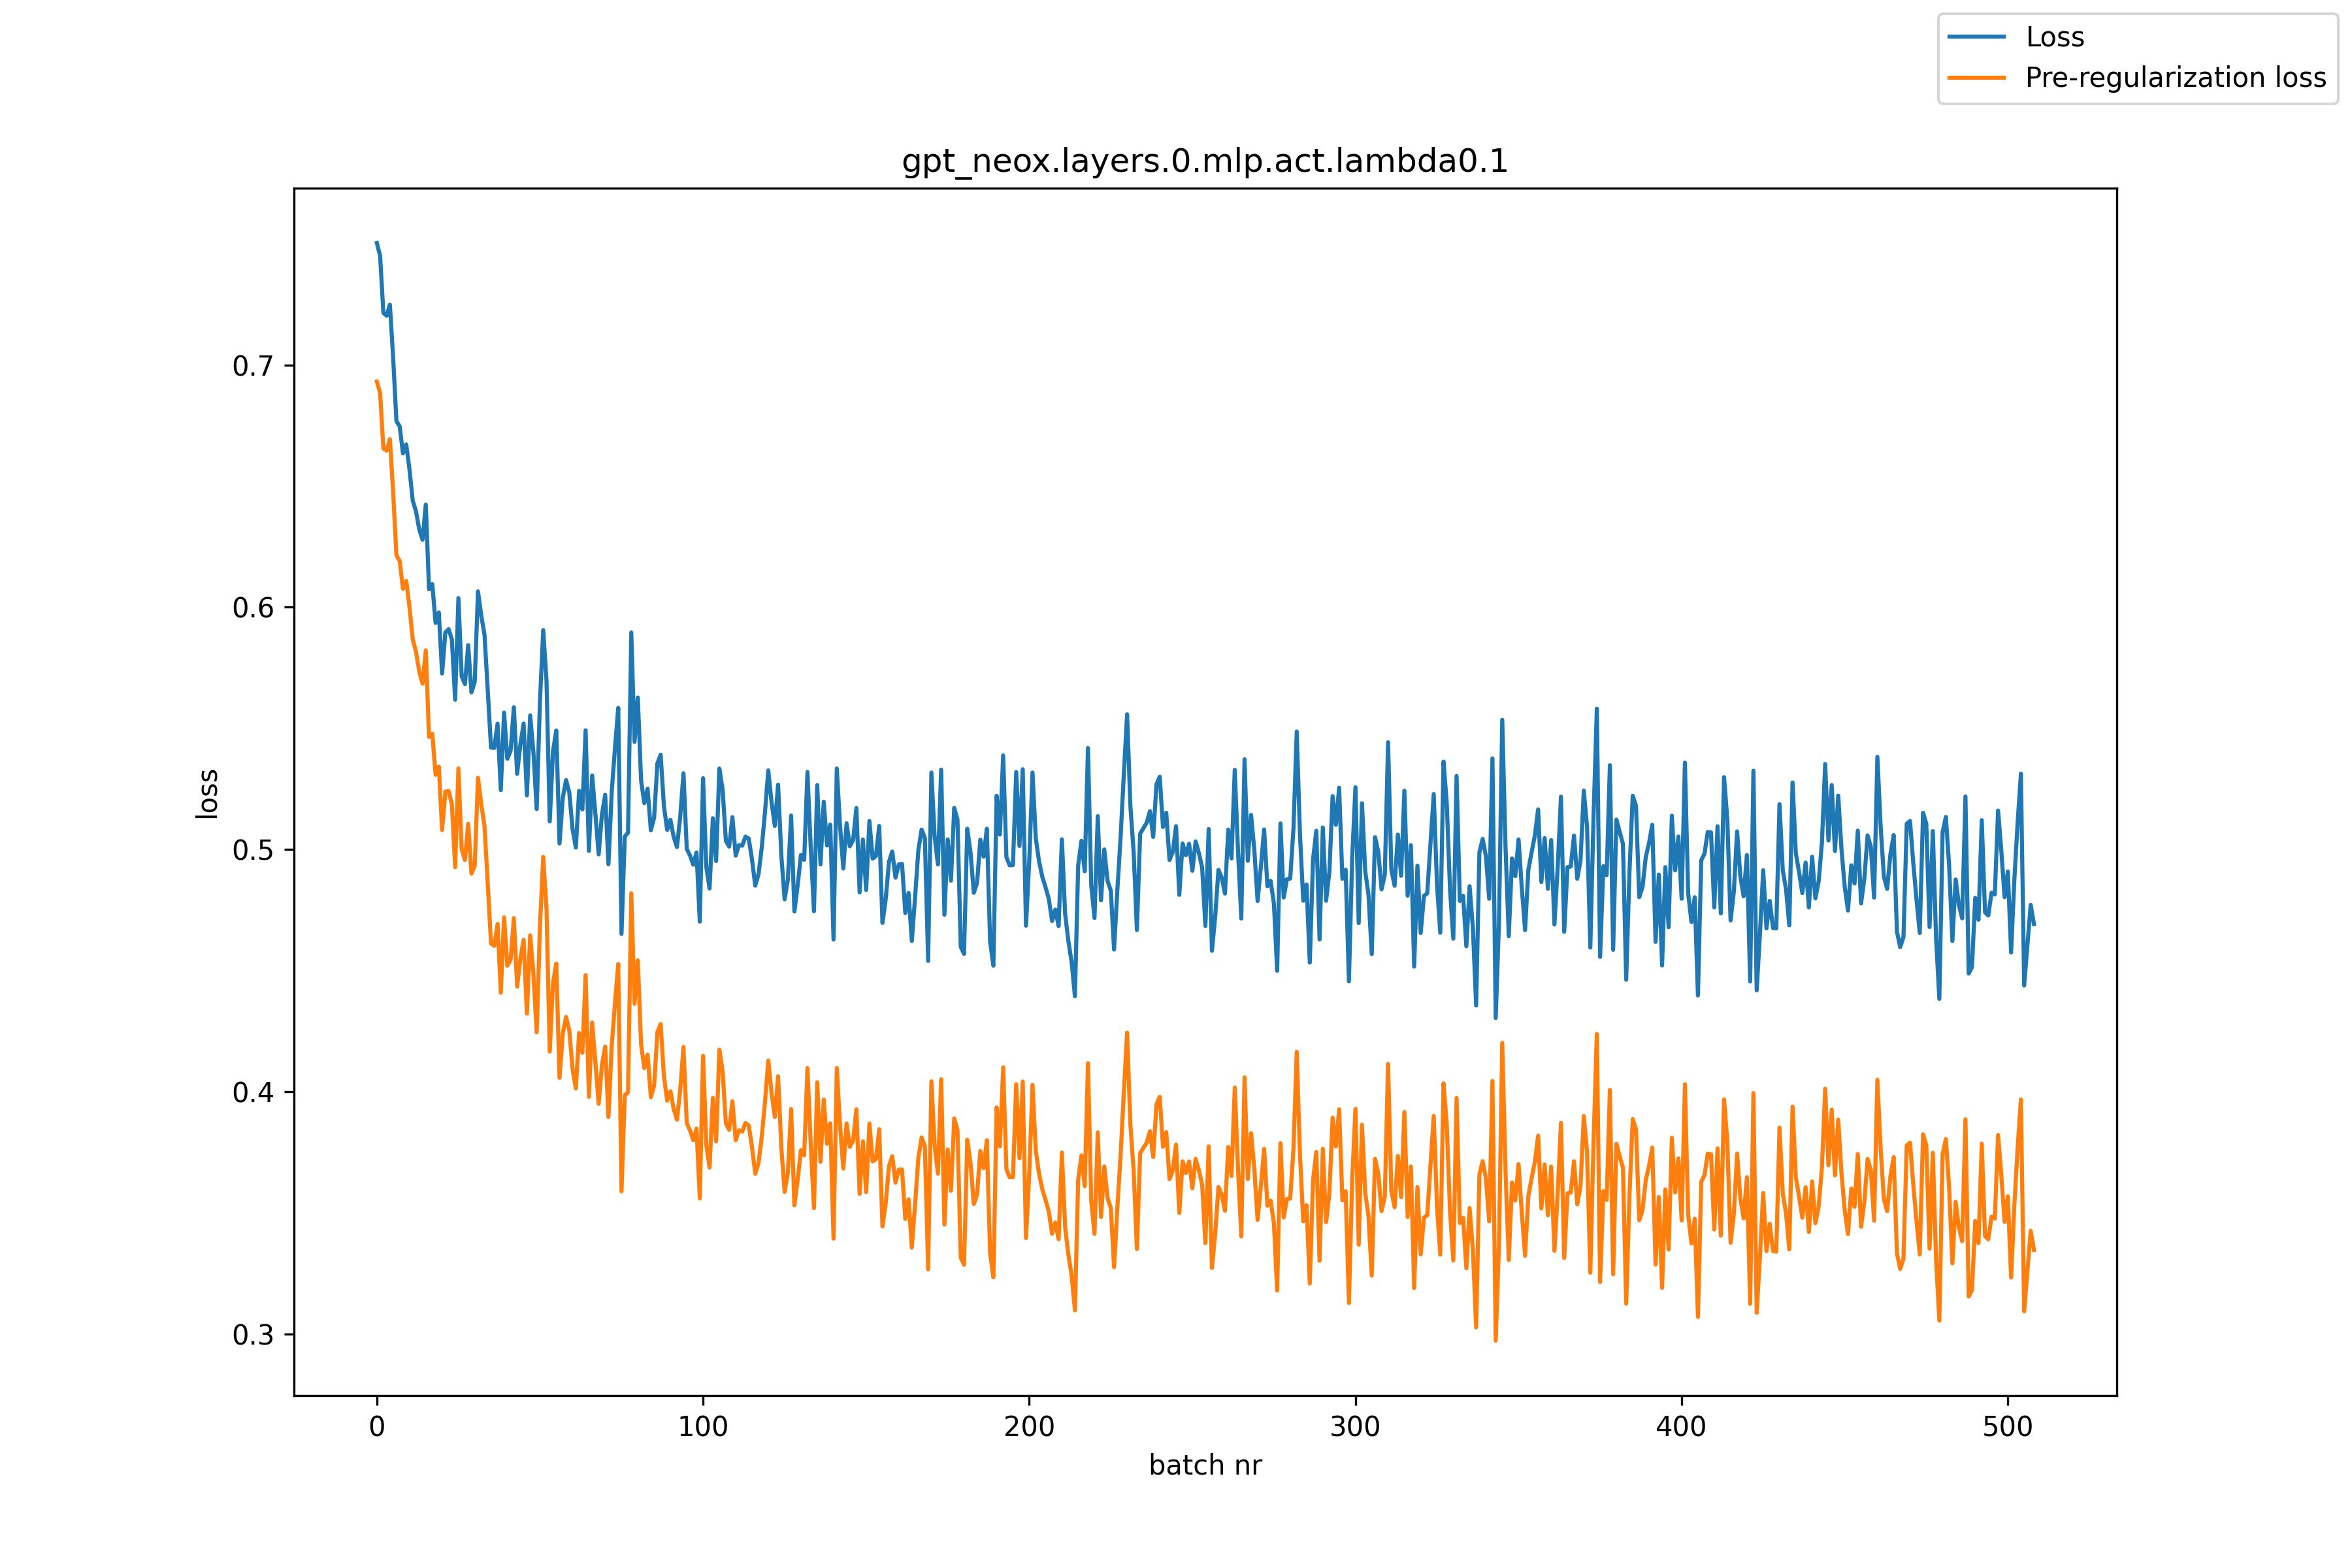 Loss
Pre-regularization loss
gpt_neox.layers.0.mlp.act.lambda0.1
0.7
0.6
0.5
0.4
0.3
loss
0 100 200 300 400 500
batch nr